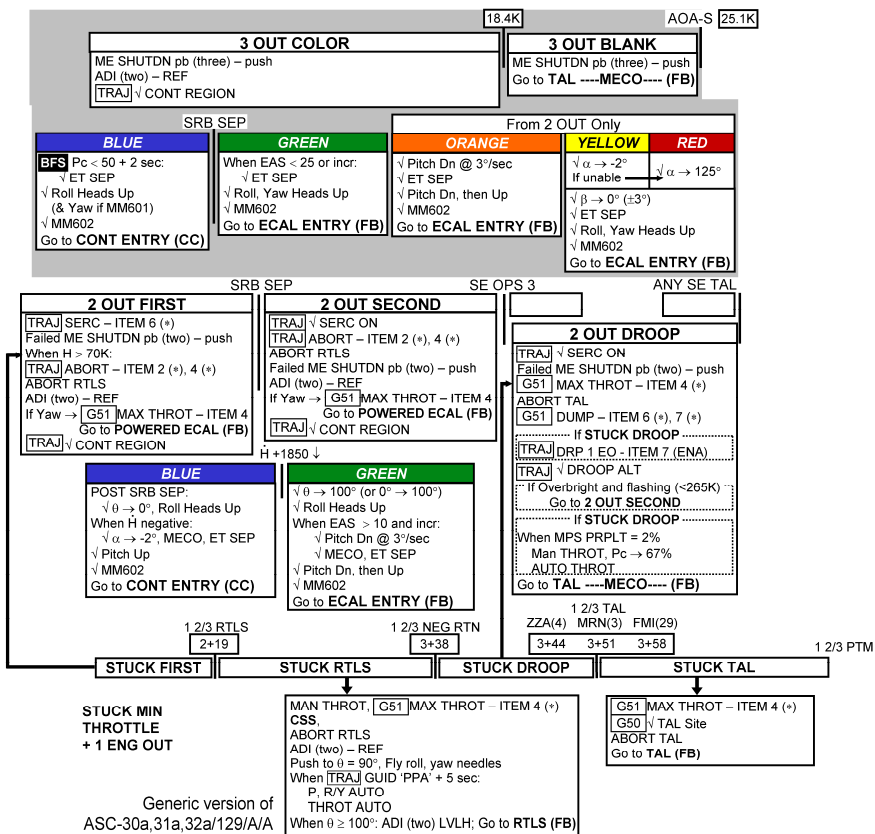 18.4K
AOA-S 25.1K
3 OUT COLOR
ME SHUTDN pb (three) – push
ADI (two) – REF
TRAJ √ CONT REGION
3 OUT BLANK
ME SHUTDN pb (three) – push
Go to TAL ----MECO---- (FB)
SRB SEP
BLUE
BFS Pc < 50 + 2 sec:
√ ET SEP
√ Roll Heads Up
(& Yaw if MM601)
√ MM602
Go to CONT ENTRY (CC)
GREEN
When EAS < 25 or incr:
√ ET SEP
√ Roll, Yaw Heads Up
√ MM602
Go to ECAL ENTRY (FB)
From 2 OUT Only
ORANGE
√ Pitch Dn @ 3°/sec
√ ET SEP
√ Pitch Dn, then Up
√ MM602
Go to ECAL ENTRY (FB)
YELLOW
√ α → -2°
If unable
RED
√ α → 125°
√ β → 0° (±3°)
√ ET SEP
√ Roll, Yaw Heads Up
√ MM602
Go to ECAL ENTRY (FB)
SRB SEP
SE OPS 3
ANY SE TAL
2 OUT FIRST
TRAJ SERC – ITEM 6 (∗)
Failed ME SHUTDN pb (two) – push
When H > 70K:
TRAJ ABORT – ITEM 2 (∗), 4 (∗)
ABORT RTLS
ADI (two) – REF
If Yaw → G51 MAX THROT – ITEM 4
Go to POWERED ECAL (FB)
TRAJ √ CONT REGION
2 OUT SECOND
TRAJ √ SERC ON
TRAJ ABORT – ITEM 2 (∗), 4 (∗)
ABORT RTLS
Failed ME SHUTDN pb (two) – push
ADI (two) – REF
If Yaw → G51 MAX THROT – ITEM 4
Go to POWERED ECAL (FB)
TRAJ √ CONT REGION
2 OUT DROOP
TRAJ √ SERC ON
Failed ME SHUTDN pb (two) – push
G51 MAX THROT – ITEM 4 (∗)
ABORT TAL
G51 DUMP – ITEM 6 (∗), 7 (∗)
If STUCK DROOP
TRAJ DRP 1 EO - ITEM 7 (ENA)
TRAJ √ DROOP ALT
If Overbright and flashing (<265K)
Go to 2 OUT SECOND
If STUCK DROOP
When MPS PRPLT = 2%
Man THROT, Pc → 67%
AUTO THROT
Go to TAL ----MECO---- (FB)
Ḣ +1850 ↓
BLUE
POST SRB SEP:
√ θ → 0°, Roll Heads Up
When Ḣ negative:
√ α → -2°, MECO, ET SEP
√ Pitch Up
√ MM602
Go to CONT ENTRY (CC)
GREEN
√ θ → 100° (or 0° → 100°)
√ Roll Heads Up
When EAS > 10 and incr:
√ Pitch Dn @ 3°/sec
√ MECO, ET SEP
√ Pitch Dn, then Up
√ MM602
Go to ECAL ENTRY (FB)
1 2/3 RTLS
2+19
1 2/3 NEG RTN
3+38
1 2/3 TAL
ZZA(4) MRN(3) FMI(29)
3+44 3+51 3+58
1 2/3 PTM
STUCK FIRST
STUCK RTLS
STUCK DROOP
STUCK TAL
STUCK MIN
THROTTLE
+ 1 ENG OUT
MAN THROT, G51 MAX THROT – ITEM 4 (∗)
CSS,
ABORT RTLS
ADI (two) – REF
Push to θ = 90°, Fly roll, yaw needles
When TRAJ GUID 'PPA' + 5 sec:
P, R/Y AUTO
THROT AUTO
When θ ≥ 100°: ADI (two) LVLH; Go to RTLS (FB)
G51 MAX THROT – ITEM 4 (∗)
G50 √ TAL Site
ABORT TAL
Go to TAL (FB)
Generic version of
ASC-30a,31a,32a/129/A/A